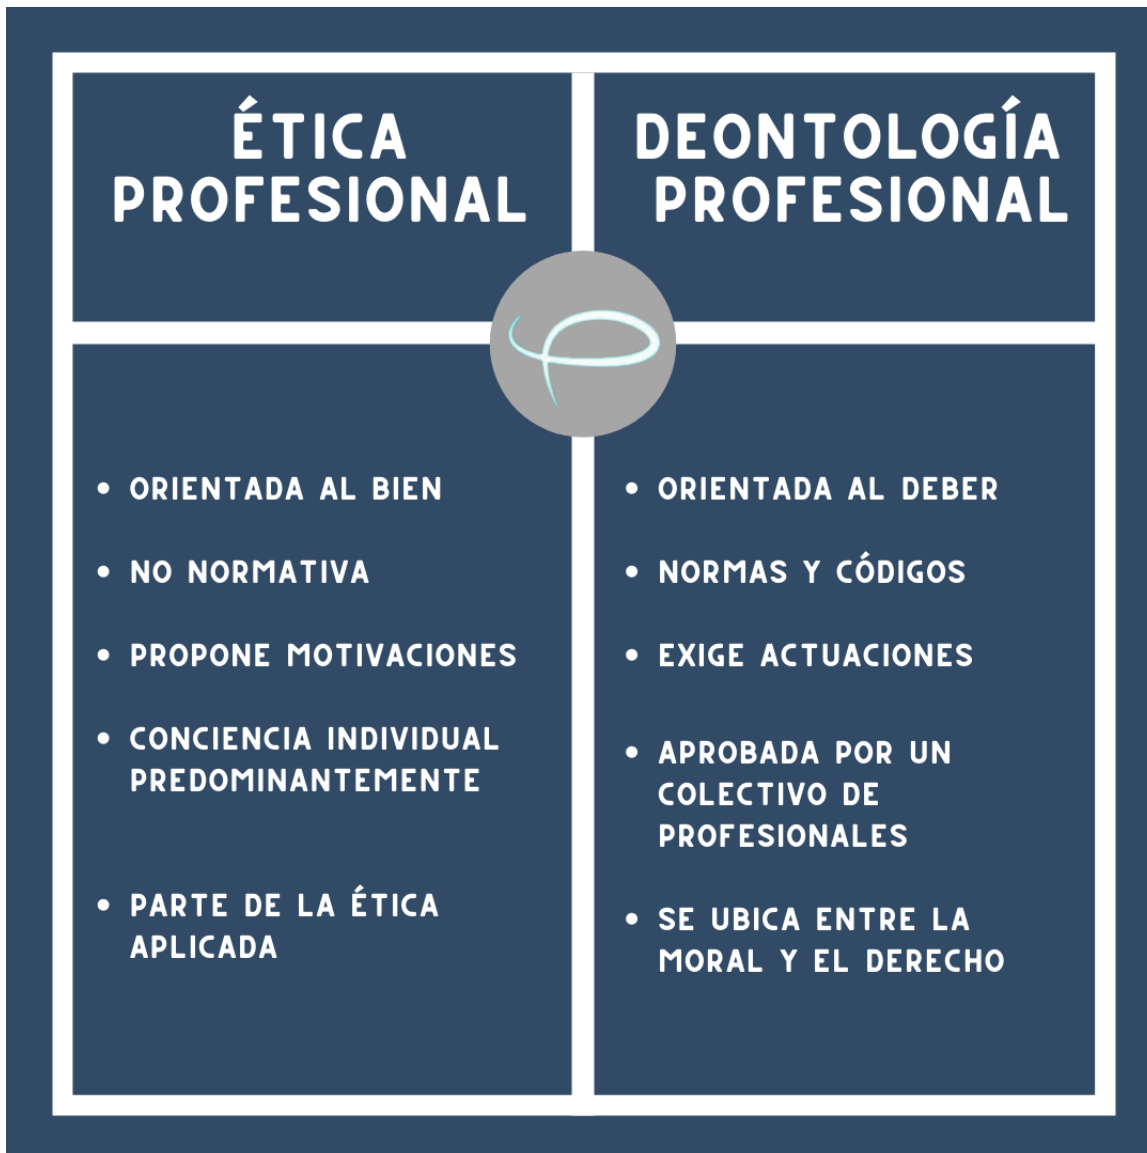 ÉTICA
PROFESIONAL
DEONTOLOGÍA
PROFESIONAL
• ORIENTADA AL BIEN
• NO NORMATIVA
• PROPONE MOTIVACIONES
• CONCIENCIA INDIVIDUAL
PREDOMINANTEMENTE
• PARTE DE LA ÉTICA
APLICADA
• ORIENTADA AL DEBER
• NORMAS Y CÓDIGOS
• EXIGE ACTUACIONES
• APROBADA POR UN
COLECTIVO DE
PROFESIONALES
• SE UBICA ENTRE LA
MORAL Y EL DERECHO